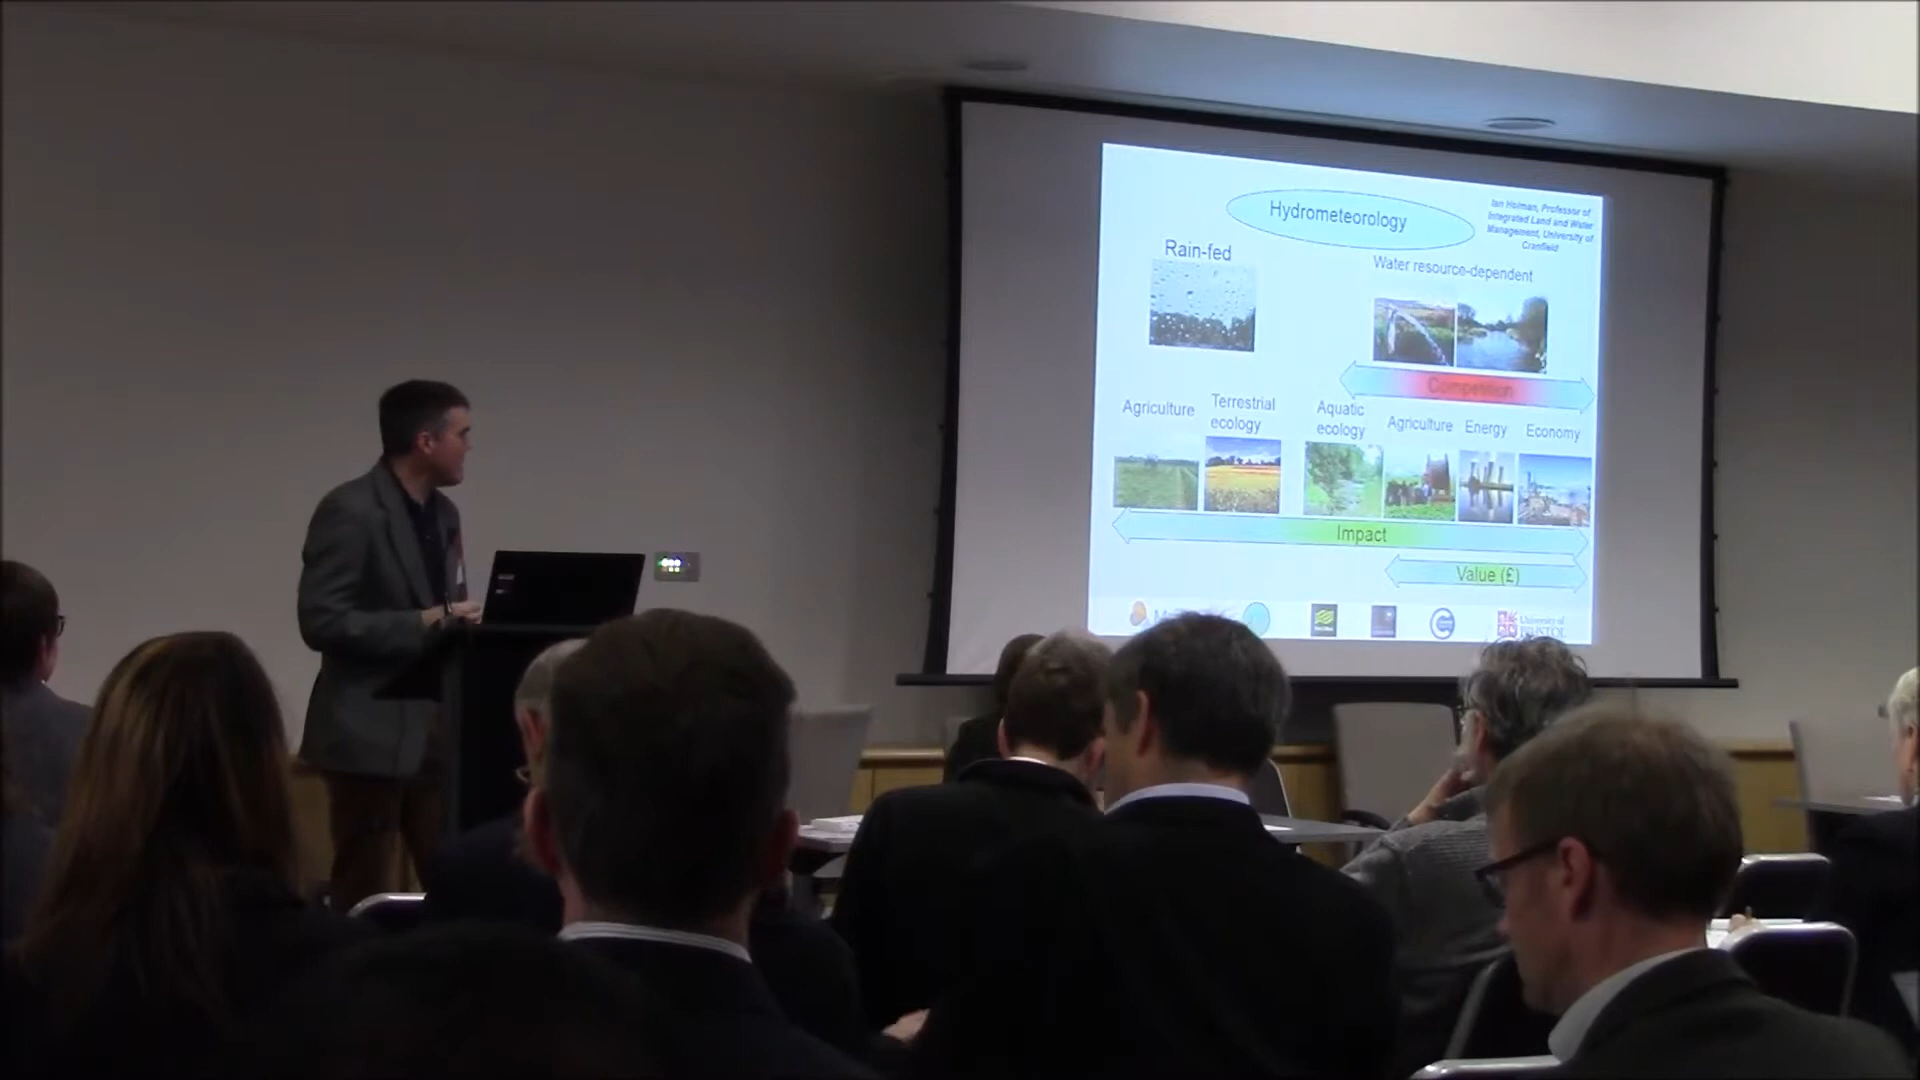 Hydrometeorology
Ian Holman, Professor of
Integrated Land and Water
Management, University of
Cranfield
Rain-fed
Water resource-dependent
Competition
Agriculture
Terrestrial
ecology
Aquatic
ecology
Agriculture
Energy
Economy
Impact
Value (£)
University of
BRISTOL